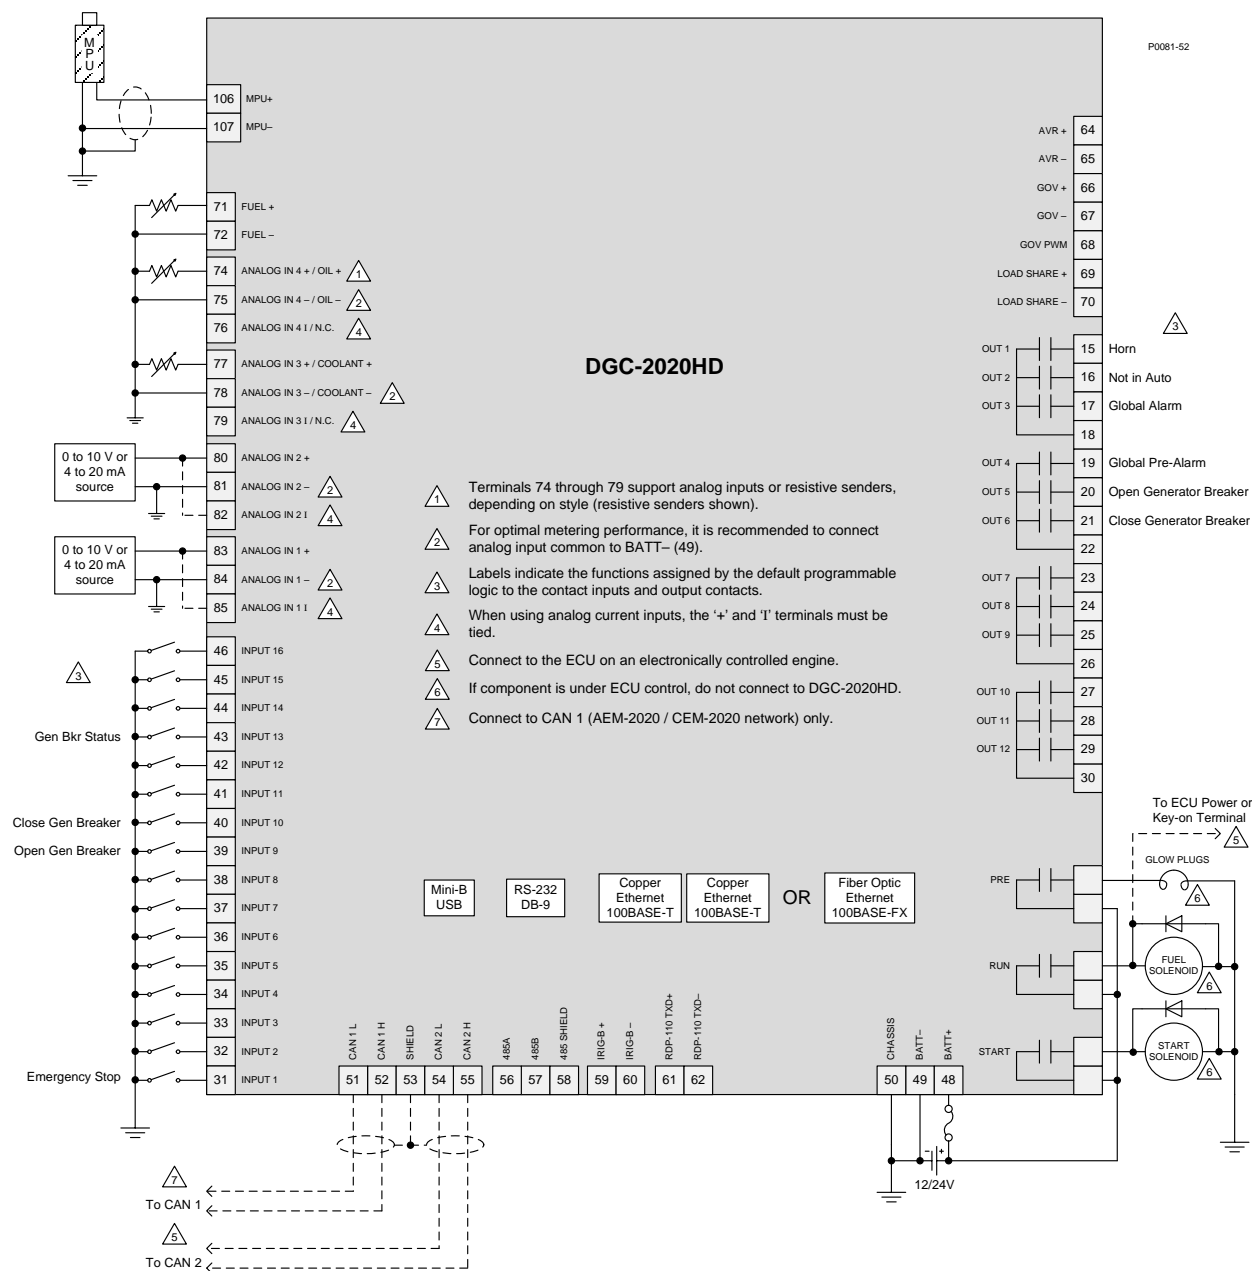 M
P
U
P0081-52
106 MPU+
107 MPU–
71 FUEL +
72 FUEL –
74 ANALOG IN 4 + / OIL + 1
75 ANALOG IN 4 – / OIL – 2
76 ANALOG IN 4 I / N.C. 4
77 ANALOG IN 3 + / COOLANT +
78 ANALOG IN 3 – / COOLANT – 2
79 ANALOG IN 3 I / N.C. 4
0 to 10 V or
4 to 20 mA
source
80 ANALOG IN 2 +
81 ANALOG IN 2 – 2
82 ANALOG IN 2 I 4
0 to 10 V or
4 to 20 mA
source
83 ANALOG IN 1 +
84 ANALOG IN 1 – 2
85 ANALOG IN 1 I 4
3
46 INPUT 16
45 INPUT 15
44 INPUT 14
Gen Bkr Status 43 INPUT 13
42 INPUT 12
41 INPUT 11
Close Gen Breaker 40 INPUT 10
Open Gen Breaker 39 INPUT 9
38 INPUT 8
37 INPUT 7
36 INPUT 6
35 INPUT 5
34 INPUT 4
33 INPUT 3
32 INPUT 2
Emergency Stop 31 INPUT 1
DGC-2020HD
1 Terminals 74 through 79 support analog inputs or resistive senders,
depending on style (resistive senders shown).
2 For optimal metering performance, it is recommended to connect
analog input common to BATT– (49).
3 Labels indicate the functions assigned by the default programmable
logic to the contact inputs and output contacts.
4 When using analog current inputs, the ‘+’ and ‘I’ terminals must be
tied.
5 Connect to the ECU on an electronically controlled engine.
6 If component is under ECU control, do not connect to DGC-2020HD.
7 Connect to CAN 1 (AEM-2020 / CEM-2020 network) only.
AVR + 64
AVR – 65
GOV + 66
GOV – 67
GOV PWM 68
LOAD SHARE + 69
LOAD SHARE – 70
3
OUT 1 15 Horn
OUT 2 16 Not in Auto
OUT 3 17 Global Alarm
18
OUT 4 19 Global Pre-Alarm
OUT 5 20 Open Generator Breaker
OUT 6 21 Close Generator Breaker
22
OUT 7 23
OUT 8 24
OUT 9 25
26
OUT 10 27
OUT 11 28
OUT 12 29
30
To ECU Power or
Key-on Terminal
5
GLOW PLUGS
PRE
6
RUN
FUEL
SOLENOID
6
START
START
SOLENOID
6
Mini-B
USB
RS-232
DB-9
Copper
Ethernet
100BASE-T
Copper
Ethernet
100BASE-T
OR
Fiber Optic
Ethernet
100BASE-FX
CAN 1 L
CAN 1 H
SHIELD
CAN 2 L
CAN 2 H
485A
485B
485 SHIELD
IRIG-B +
IRIG-B –
RDP-110 TXD+
RDP-110 TXD–
CHASSIS
BATT–
BATT+
51 52 53 54 55 56 57 58 59 60 61 62 50 49 48
- +
12/24V
7
To CAN 1
5
To CAN 2